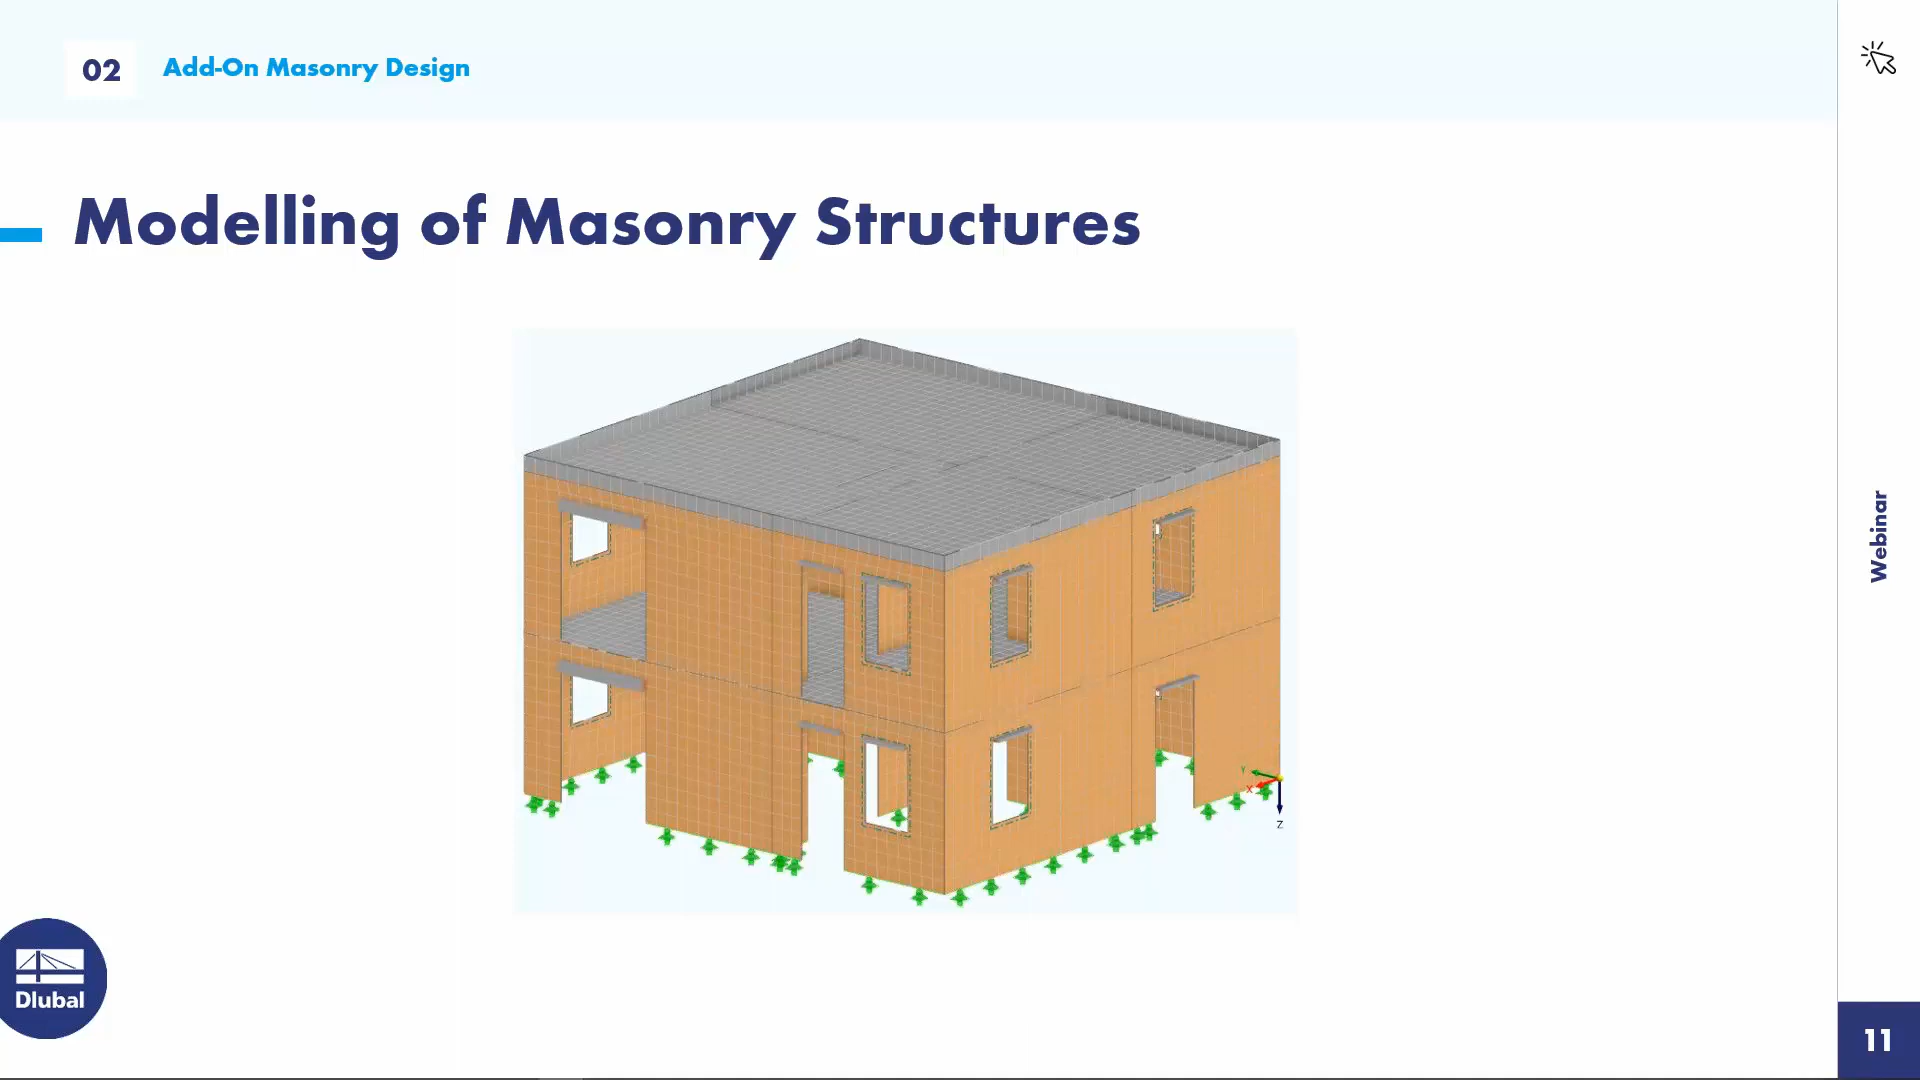 02 Add-On Masonry Design
Modelling of Masonry Structures
Y
X
Z
Webinar
Dlubal
11